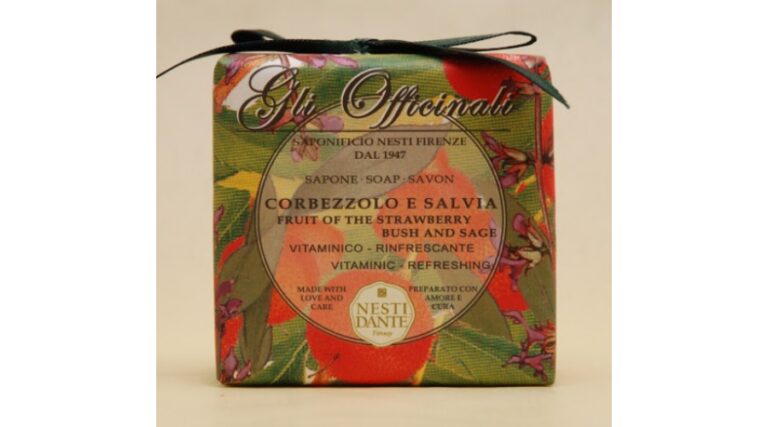 Gli Officinali
SAPONIFICIO NESTI FIRENZE
DAL 1947
SAPONE · SOAP · SAVON
CORBEZZOLO E SALVIA
FRUIT OF THE STRAWBERRY
BUSH AND SAGE
VITAMINICO - RINFRESCANTE
VITAMINIC - REFRESHING
MADE WITH
LOVE AND
CARE
NESTI
DANTE
Firenze
PREPARATO CON
AMORE E
CURA